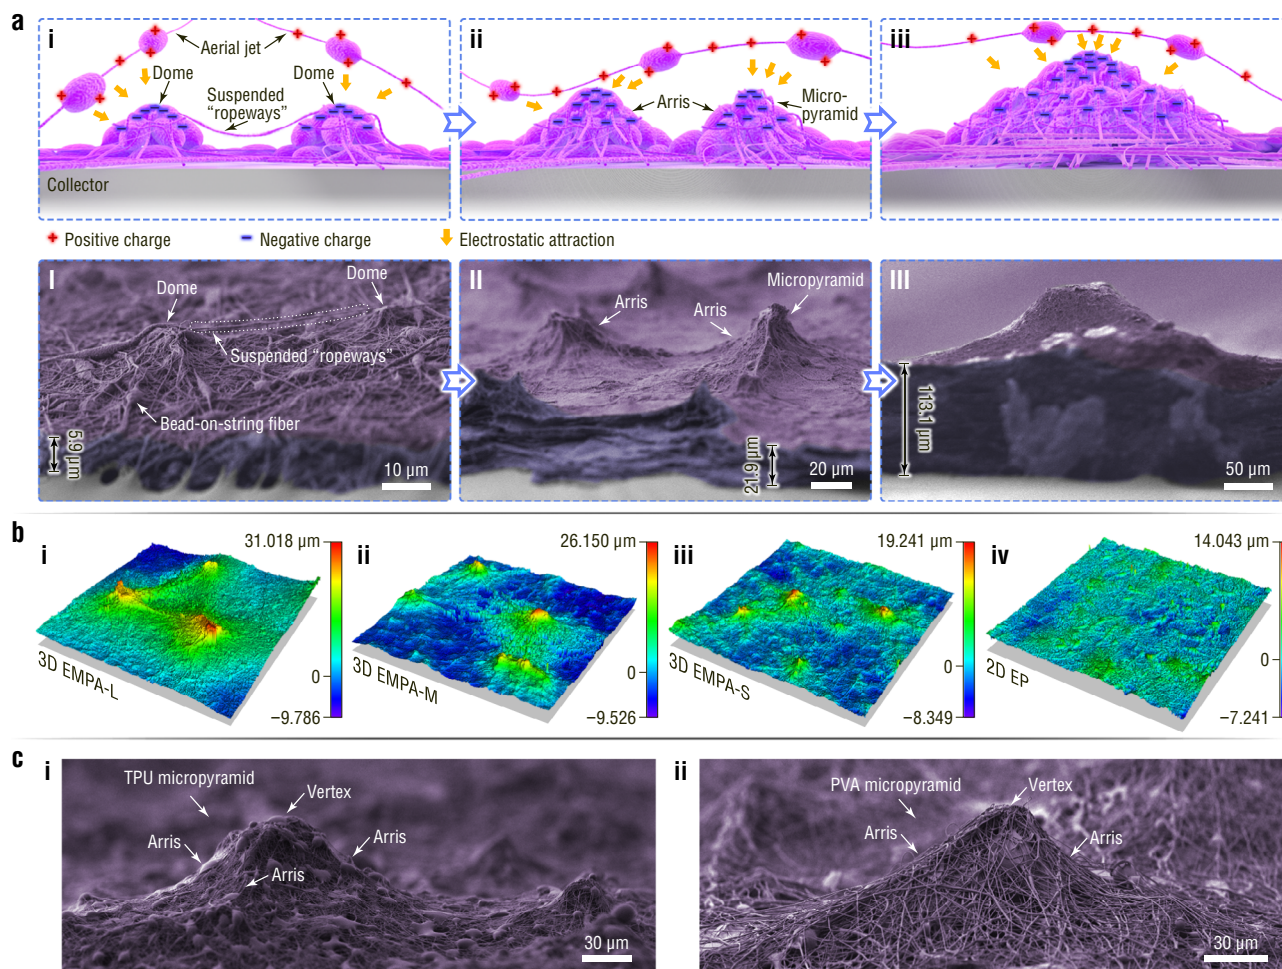 a
i
Aerial jet
Dome
Dome
Suspended
“ropeways”
Collector
ii
Arris
Micro-
pyramid
iii
Positive charge
Negative charge
Electrostatic attraction
I
Dome
Dome
Suspended “ropeways”
Bead-on-string fiber
5.9 μm
10 μm
II
Micropyramid
Arris
Arris
21.9 μm
20 μm
III
113.1 μm
50 μm
b
i
31.018 μm
0
−9.786
3D EMPA-L
ii
26.150 μm
0
−9.526
3D EMPA-M
iii
19.241 μm
0
−8.349
3D EMPA-S
iv
14.043 μm
0
−7.241
2D EP
c
i
TPU micropyramid
Vertex
Arris
Arris
Arris
30 μm
ii
PVA micropyramid
Vertex
Arris
Arris
30 μm